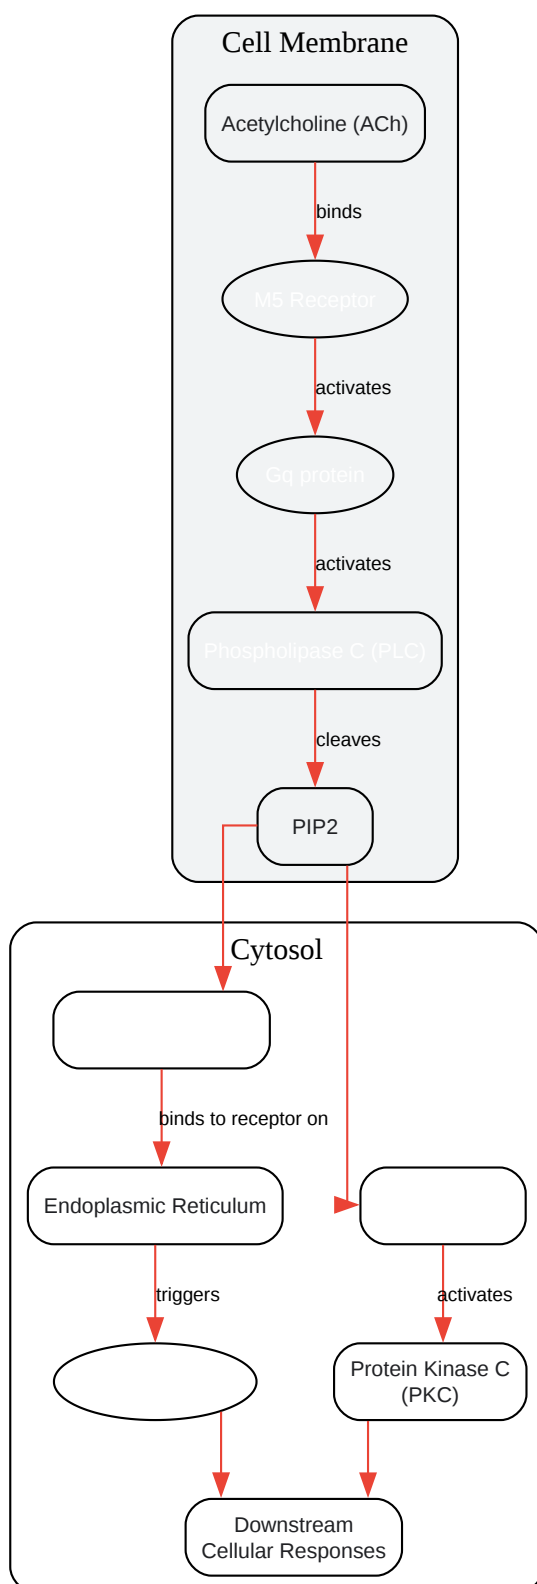 Cell Membrane
Acetylcholine (ACh)
binds
M5 Receptor
activates
Gq protein
activates
Phospholipase C (PLC)
cleaves
PIP2
Cytosol
binds to receptor on
Endoplasmic Reticulum
triggers
activates
Protein Kinase C
(PKC)
Downstream
Cellular Responses